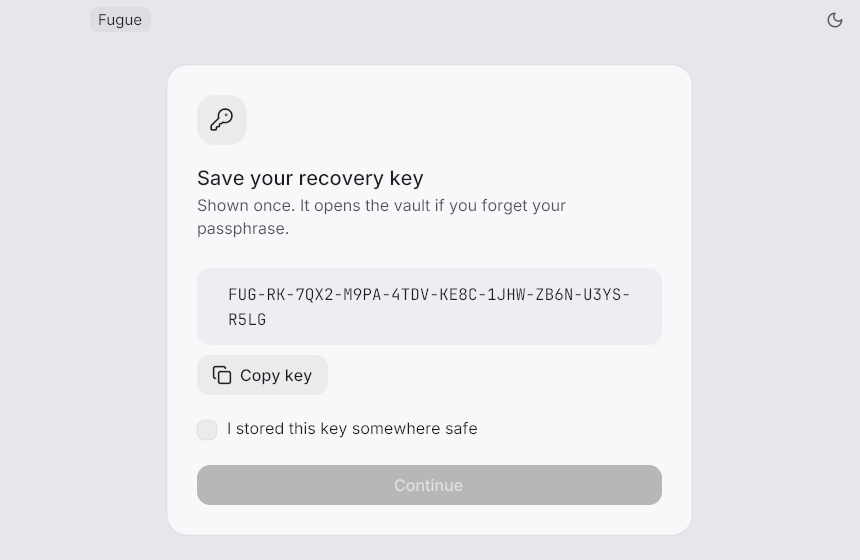 Fugue
Save your recovery key
Shown once. It opens the vault if you forget your
passphrase.
FUG-RK-7QX2-M9PA-4TDV-KE8C-1JHW-ZB6N-U3YS-
R5LG
Copy key
I stored this key somewhere safe
Continue